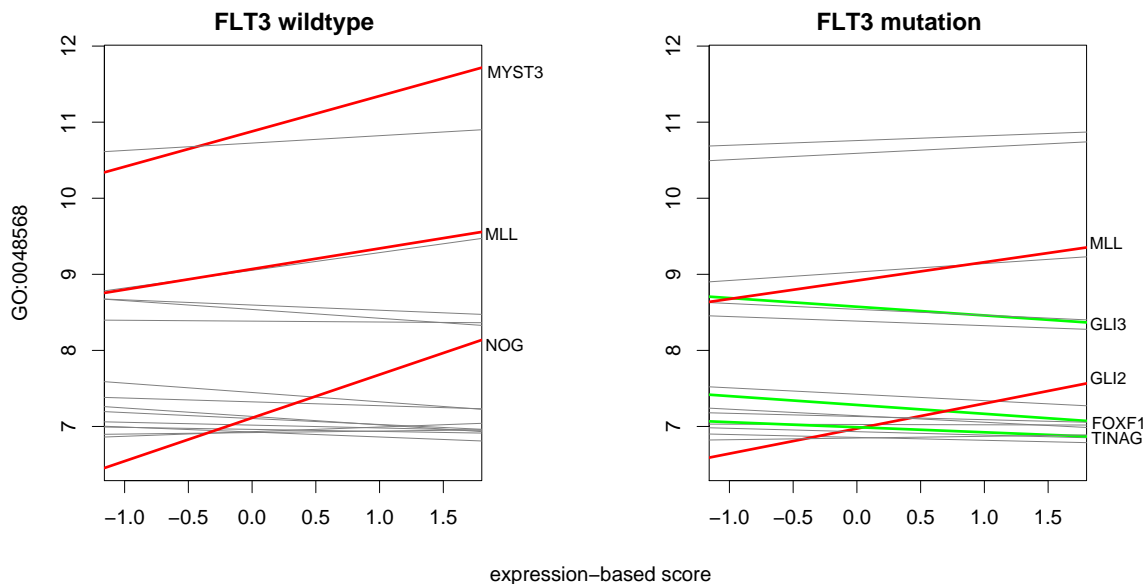 FLT3 wildtype
FLT3 mutation
GO:0048568
12
11
10
9
8
7
MYST3
MLL
NOG
−1.0
−0.5
0.0
0.5
1.0
1.5
12
11
10
9
8
7
MLL
GLI3
GLI2
FOXF1
TINAG
−1.0
−0.5
0.0
0.5
1.0
1.5
expression−based score